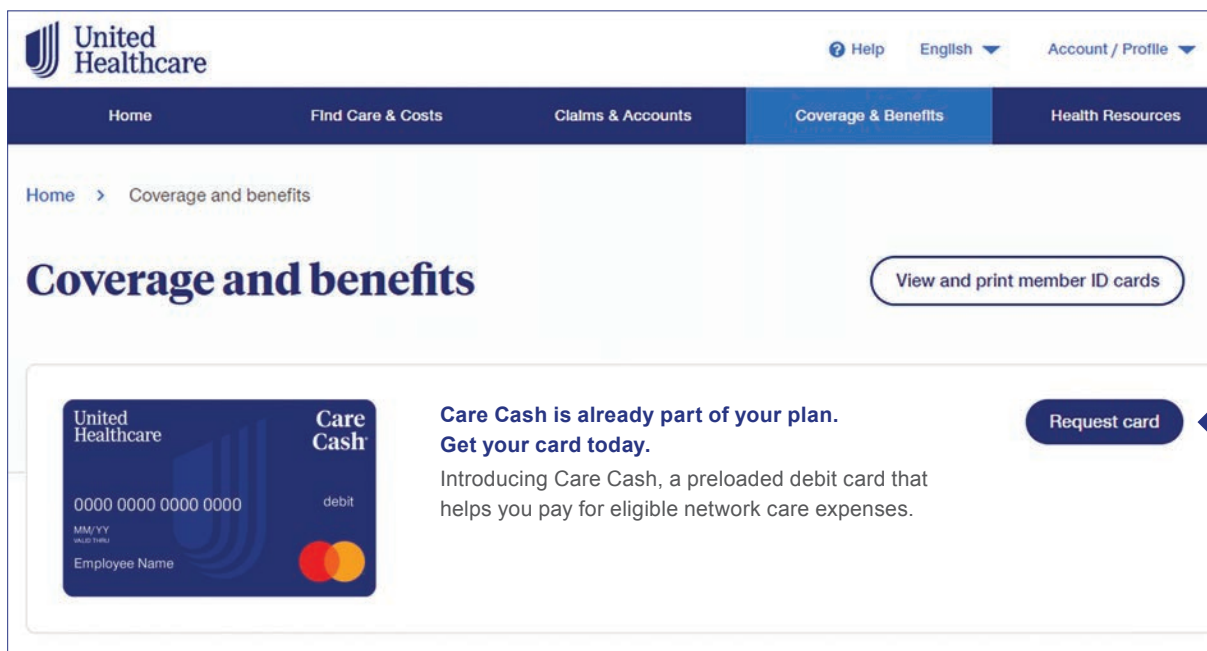 United
Healthcare
Help English Account / Profile
Home Find Care & Costs Claims & Accounts Coverage & Benefits Health Resources
Home > Coverage and benefits
Coverage and benefits
View and print member ID cards
United
Healthcare
Care
Cash
0000 0000 0000 0000
debit
MM/YY
VALID THRU
Employee Name
Care Cash is already part of your plan.
Get your card today.
Introducing Care Cash, a preloaded debit card that
helps you pay for eligible network care expenses.
Request card